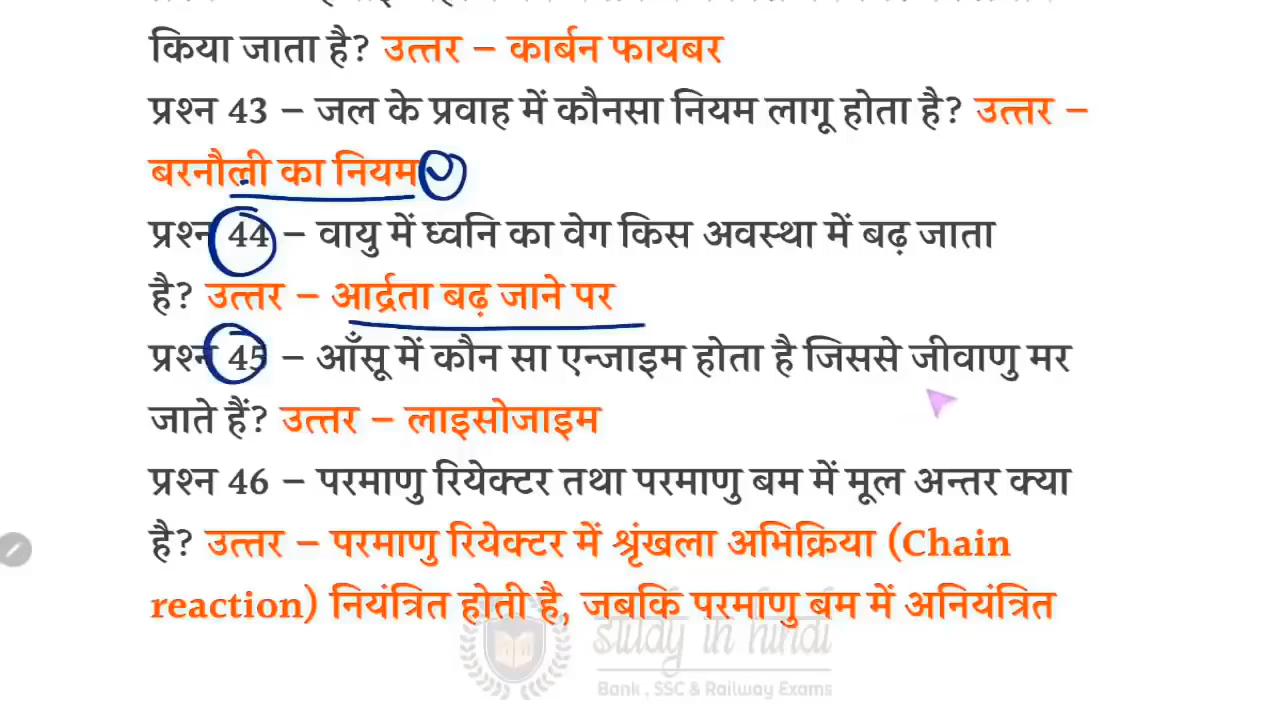 किया जाता है? उत्तर – कार्बन फायबर
प्रश्न 43 – जल के प्रवाह में कौनसा नियम लागू होता है? उत्तर –
बरनौली का नियम
प्रश्न 44 – वायु में ध्वनि का वेग किस अवस्था में बढ़ जाता
है? उत्तर – आर्द्रता बढ़ जाने पर
प्रश्न 45 – आँसू में कौन सा एन्जाइम होता है जिससे जीवाणु मर
जाते हैं? उत्तर – लाइसोजाइम
प्रश्न 46 – परमाणु रियेक्टर तथा परमाणु बम में मूल अन्तर क्या
है? उत्तर – परमाणु रियेक्टर में श्रृंखला अभिक्रिया (Chain
reaction) नियंत्रित होती है, जबकि परमाणु बम में अनियंत्रित
study in hindi
Bank , SSC & Railway Exams